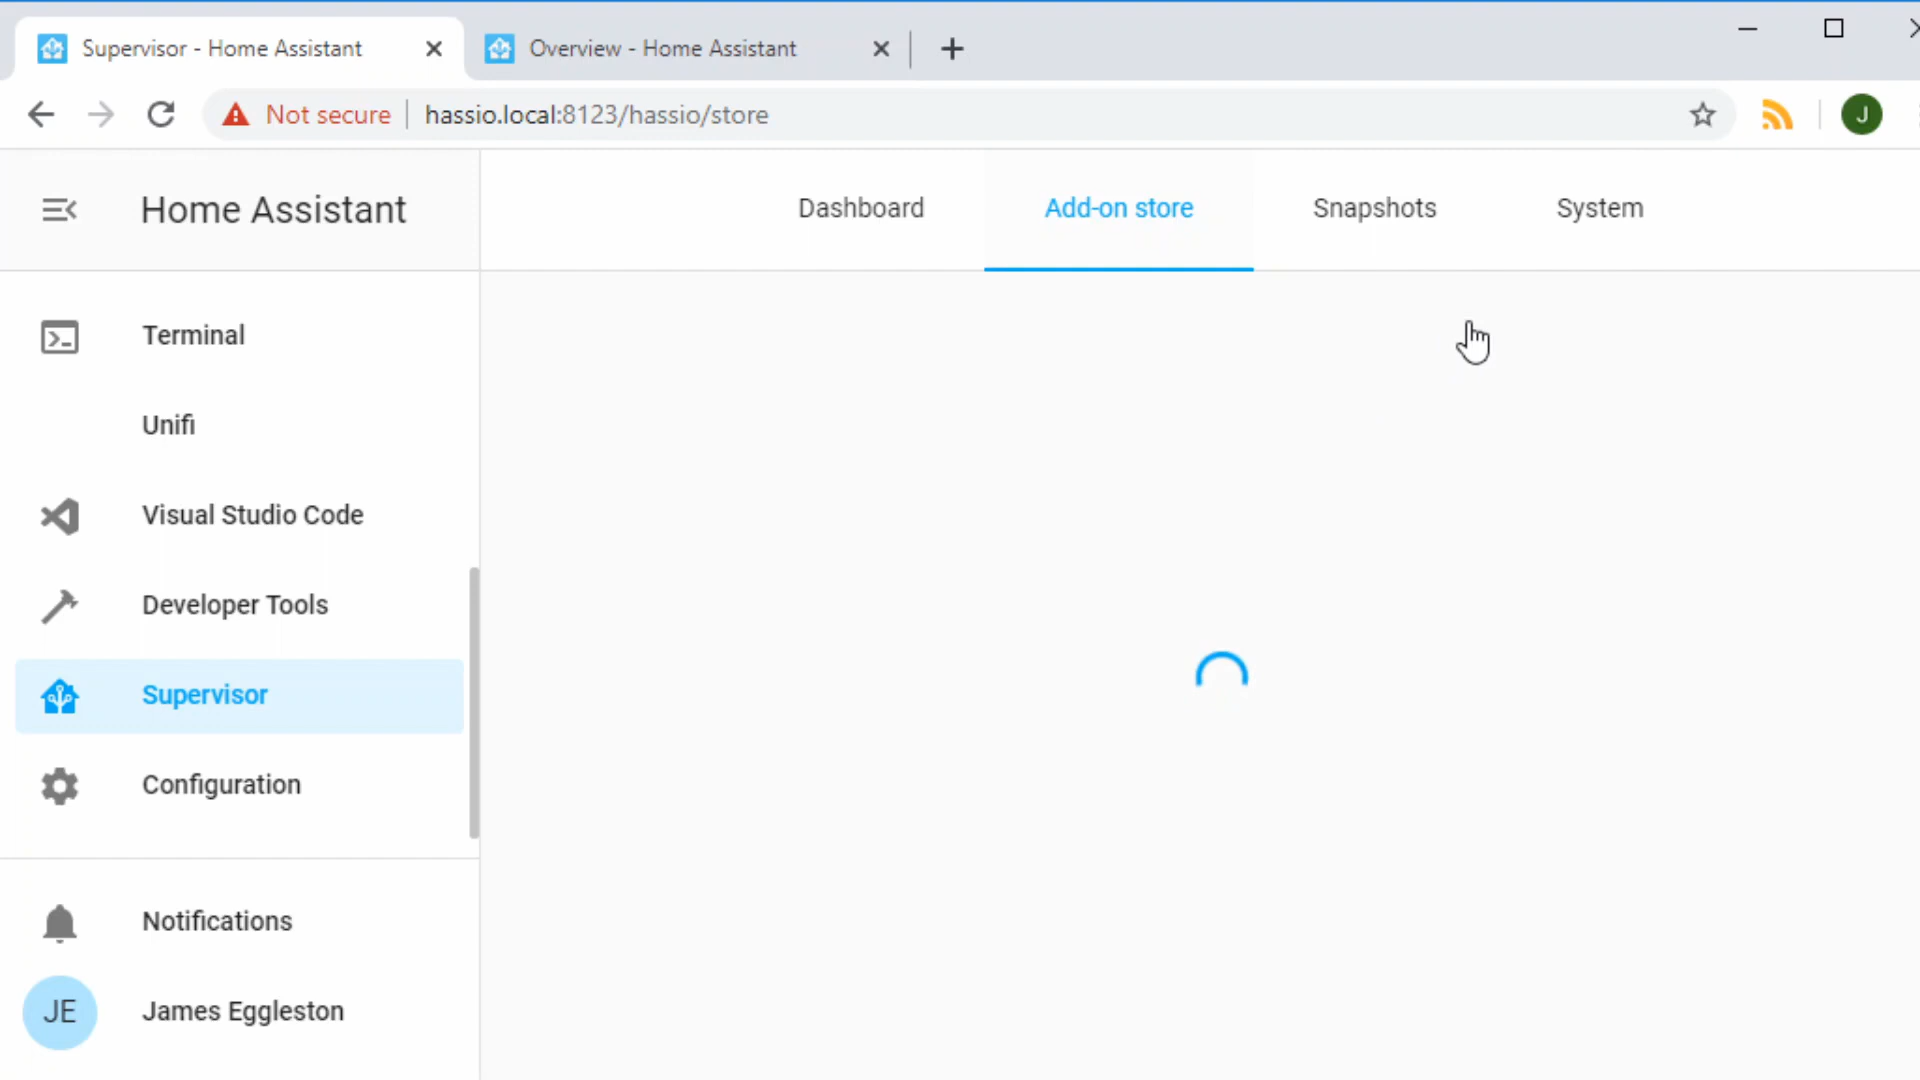 Supervisor - Home Assistant
Overview - Home Assistant
Not secure
hassio.local:8123/hassio/store
J
Home Assistant
Dashboard
Add-on store
Snapshots
System
Terminal
Unifi
Visual Studio Code
Developer Tools
Supervisor
Configuration
Notifications
JE
James Eggleston